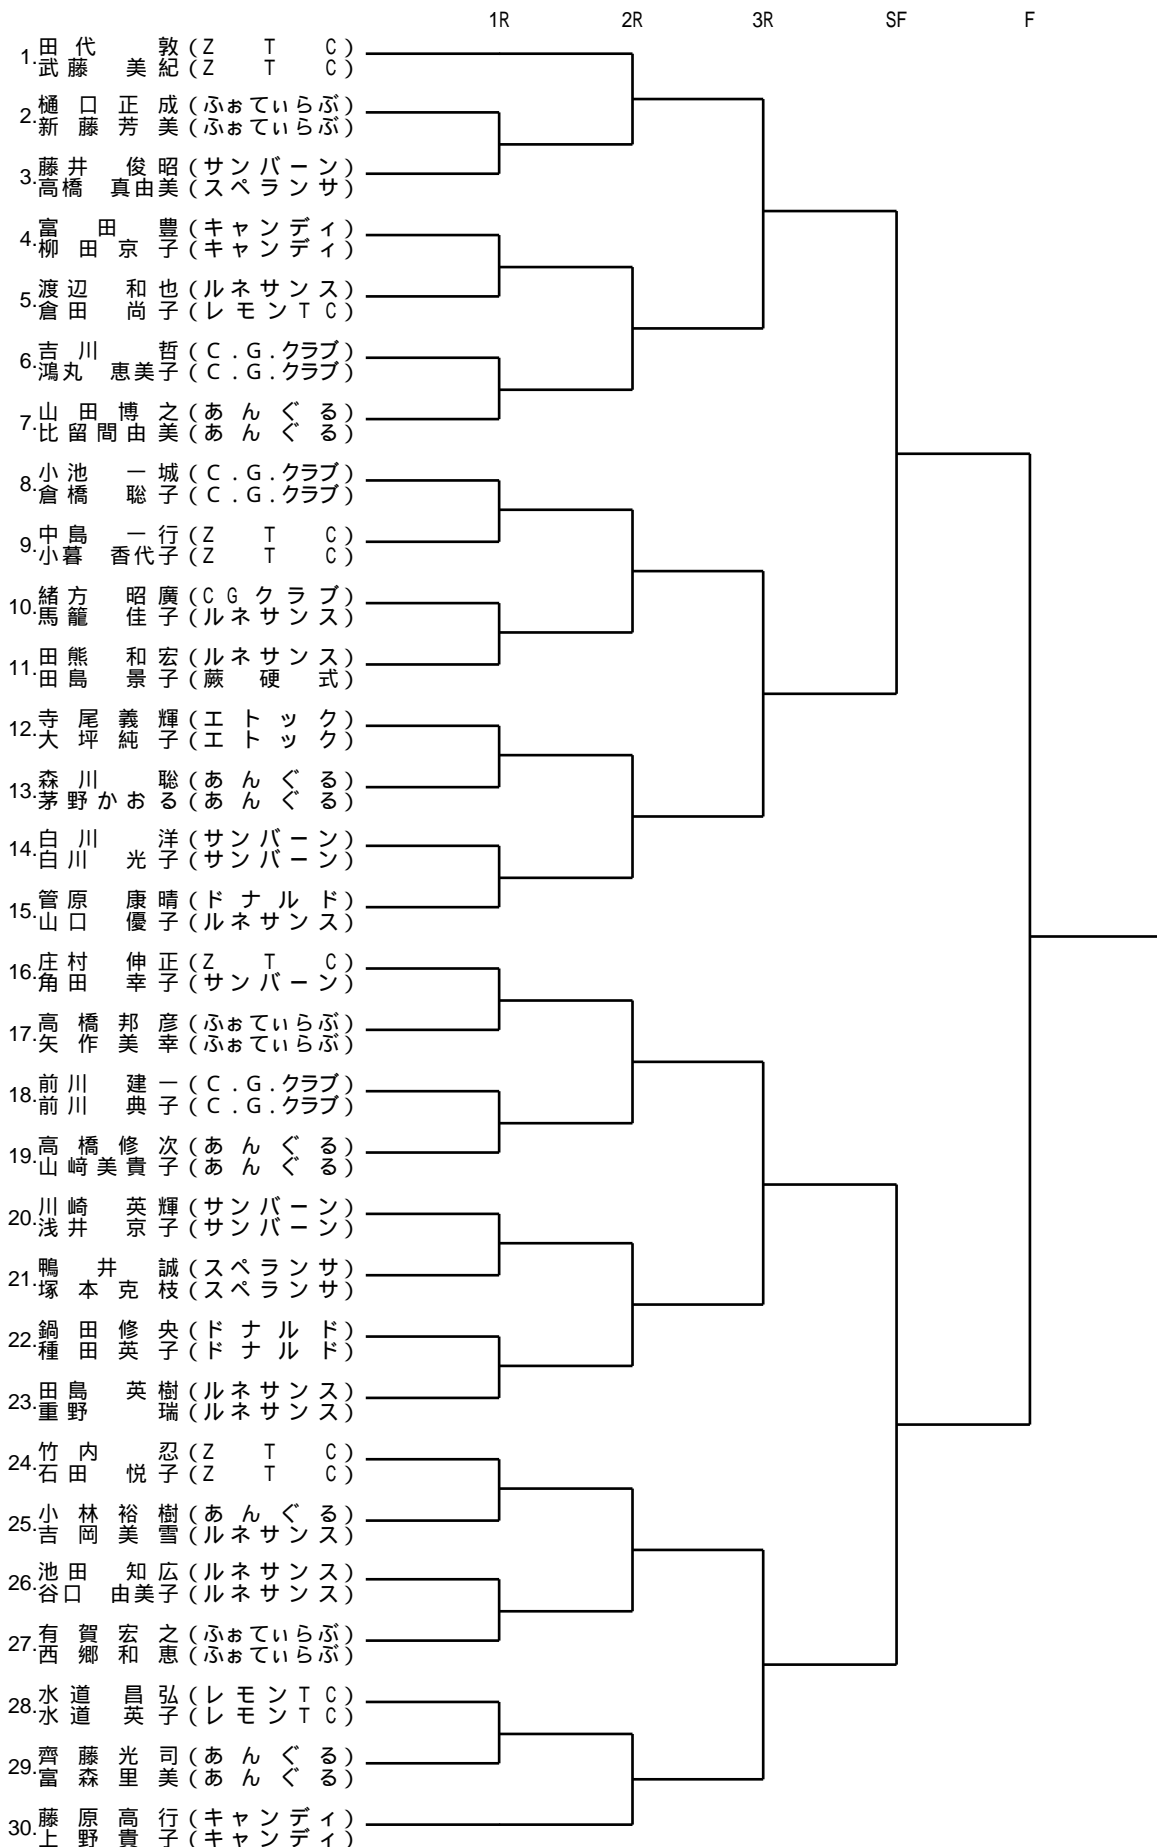 1R 2R 3R SF F
1. 田代 敦 (Z T C)
武藤 美紀 (Z T C)
2. 樋口正成 (ふぉてぃらぶ)
新藤芳美 (ふぉてぃらぶ)
3. 藤井 俊昭 (サンバーン)
高橋 真由美 (スペランサ)
4. 富田 豊 (キャンディ)
柳田京子 (キャンディ)
5. 渡辺 和也 (ルネサンス)
倉田 尚子 (レモンTC)
6. 吉川 哲 (C.G.クラブ)
鴻丸 恵美子 (C.G.クラブ)
7. 山田博之 (あんぐる)
比留間由美 (あんぐる)
8. 小池 一城 (C.G.クラブ)
倉橋 聡子 (C.G.クラブ)
9. 中島 一行 (Z T C)
小暮 香代子 (Z T C)
10. 緒方 昭廣 (CGクラブ)
馬籠 佳子 (ルネサンス)
11. 田熊 和宏 (ルネサンス)
田島 景子 (蕨硬式)
12. 寺尾義輝 (エトック)
大坪純子 (エトック)
13. 森川 聡 (あんぐる)
茅野かおる (あんぐる)
14. 白川 洋 (サンバーン)
白川 光子 (サンバーン)
15. 管原 康晴 (ドナルド)
山口 優子 (ルネサンス)
16. 庄村 伸正 (Z T C)
角田 幸子 (サンバーン)
17. 高橋邦彦 (ふぉてぃらぶ)
矢作美幸 (ふぉてぃらぶ)
18. 前川 建一 (C.G.クラブ)
前川 典子 (C.G.クラブ)
19. 高橋修次 (あんぐる)
山﨑美貴子 (あんぐる)
20. 川崎 英輝 (サンバーン)
浅井 京子 (サンバーン)
21. 鴨井 誠 (スペランサ)
塚本克枝 (スペランサ)
22. 鍋田修央 (ドナルド)
種田英子 (ドナルド)
23. 田島 英樹 (ルネサンス)
重野 瑞 (ルネサンス)
24. 竹内 忍 (Z T C)
石田 悦子 (Z T C)
25. 小林裕樹 (あんぐる)
吉岡美雪 (ルネサンス)
26. 池田 知広 (ルネサンス)
谷口 由美子 (ルネサンス)
27. 有賀宏之 (ふぉてぃらぶ)
西郷和恵 (ふぉてぃらぶ)
28. 水道 昌弘 (レモンTC)
水道 英子 (レモンTC)
29. 齊藤光司 (あんぐる)
富森里美 (あんぐる)
30. 藤原高行 (キャンディ)
上野貴子 (キャンディ)